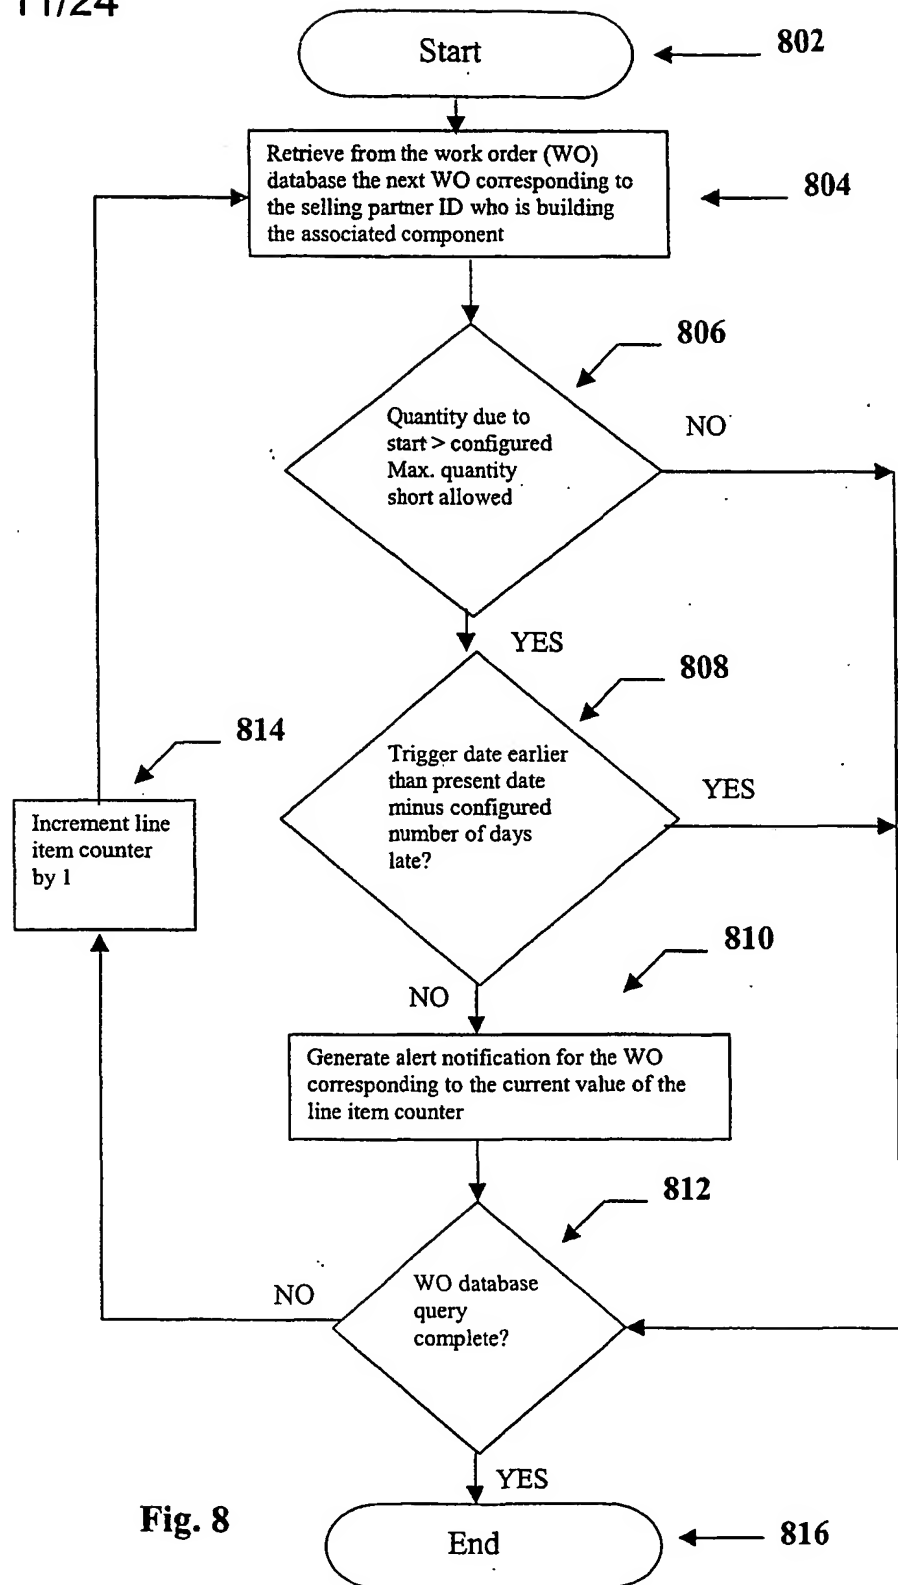 11/24
Start
802
Retrieve from the work order (WO)
database the next WO corresponding to
the selling partner ID who is building
the associated component
804
806
Quantity due to
start > configured
Max. quantity
short allowed
NO
YES
808
814
Trigger date earlier
than present date
minus configured
number of days
late?
YES
Increment line
item counter
by 1
810
NO
Generate alert notification for the WO
corresponding to the current value of the
line item counter
812
WO database
query
complete?
NO
YES
Fig. 8
End
816